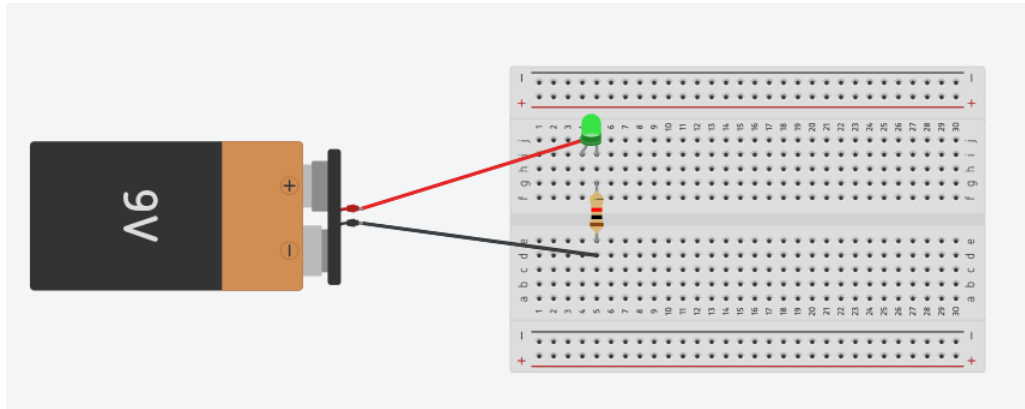 9V
+
−
− −
+ +
1 2 3 4 5 6 7 8 9 10 11 12 13 14 15 16 17 18 19 20 21 22 23 24 25 26 27 28 29 30
j j
i i
h h
g g
f f
e e
d d
c c
b b
a a
1 2 3 4 5 6 7 8 9 10 11 12 13 14 15 16 17 18 19 20 21 22 23 24 25 26 27 28 29 30
− −
+ +